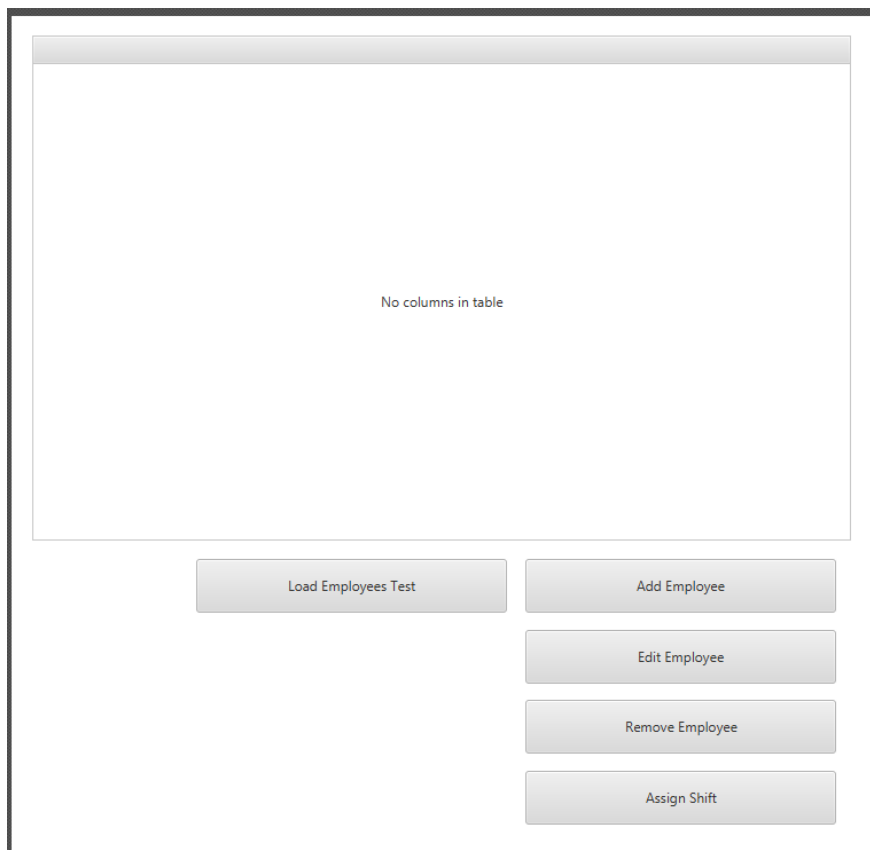 No columns in table
Load Employees Test
Add Employee
Edit Employee
Remove Employee
Assign Shift